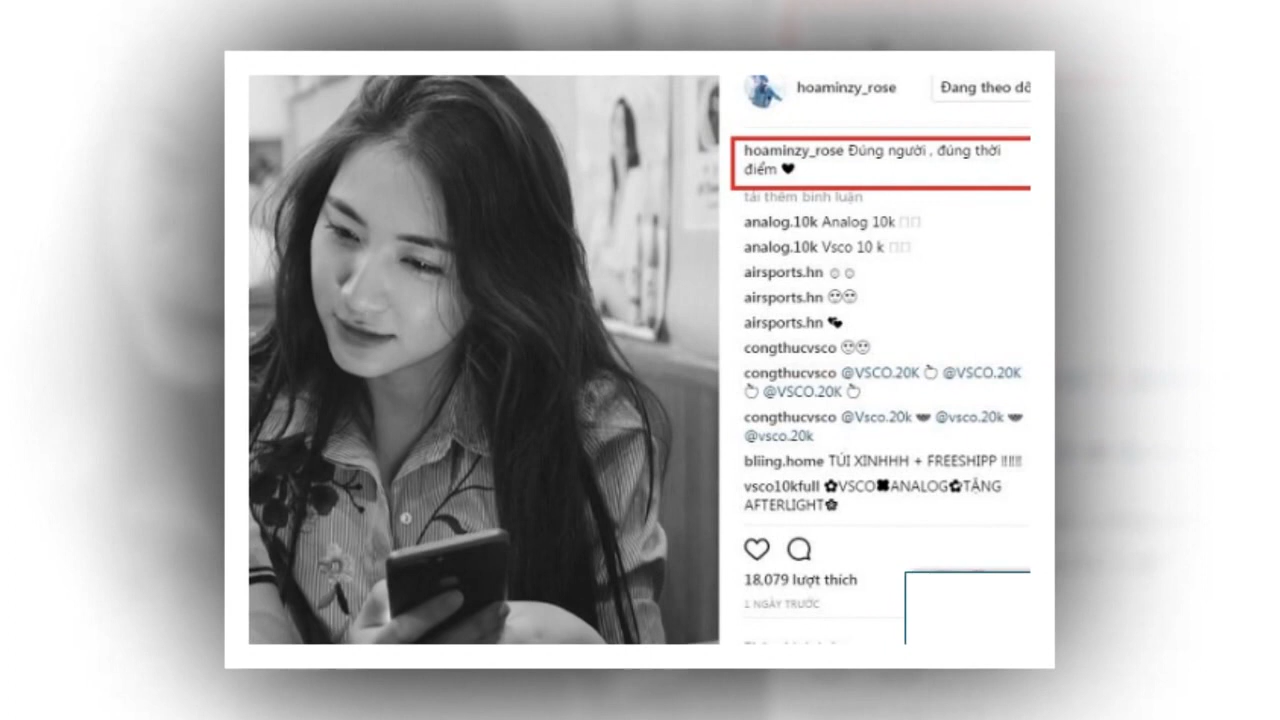 hoaminzy_rose
Đang theo dõ
hoaminzy_rose Đúng người , đúng thời
điểm 🖤
tải thêm bình luận
analog.10k Analog 10k
analog.10k Vsco 10 k
airsports.hn
airsports.hn
airsports.hn
congthucvsco
congthucvsco @VSCO.20K @VSCO.20K
@VSCO.20K
congthucvsco @Vsco.20k @vsco.20k
@vsco.20k
bliing.home TÚI XINHHH + FREESHIPP !!!!!!
vsco10kfull ✿VSCO✖ANALOG✿TẶNG
AFTERLIGHT✿
18,079 lượt thích
1 NGÀY TRƯỚC